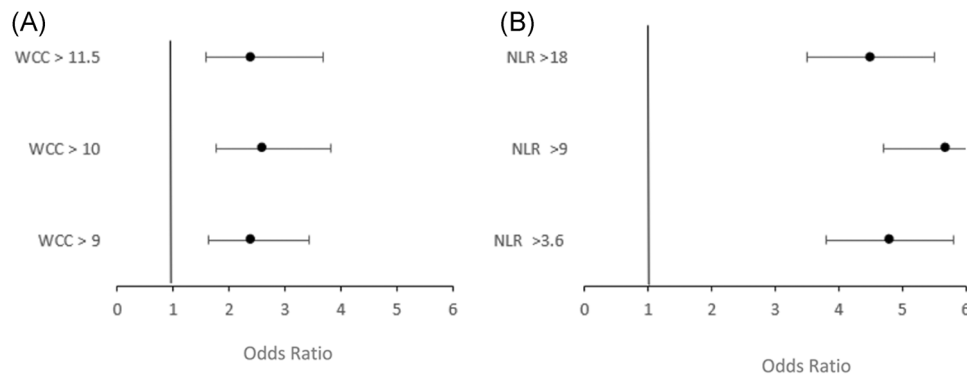 (A)
WCC > 11.5
WCC > 10
WCC > 9
0 1 2 3 4 5 6
Odds Ratio
(B)
NLR >18
NLR >9
NLR >3.6
0 1 2 3 4 5 6
Odds Ratio